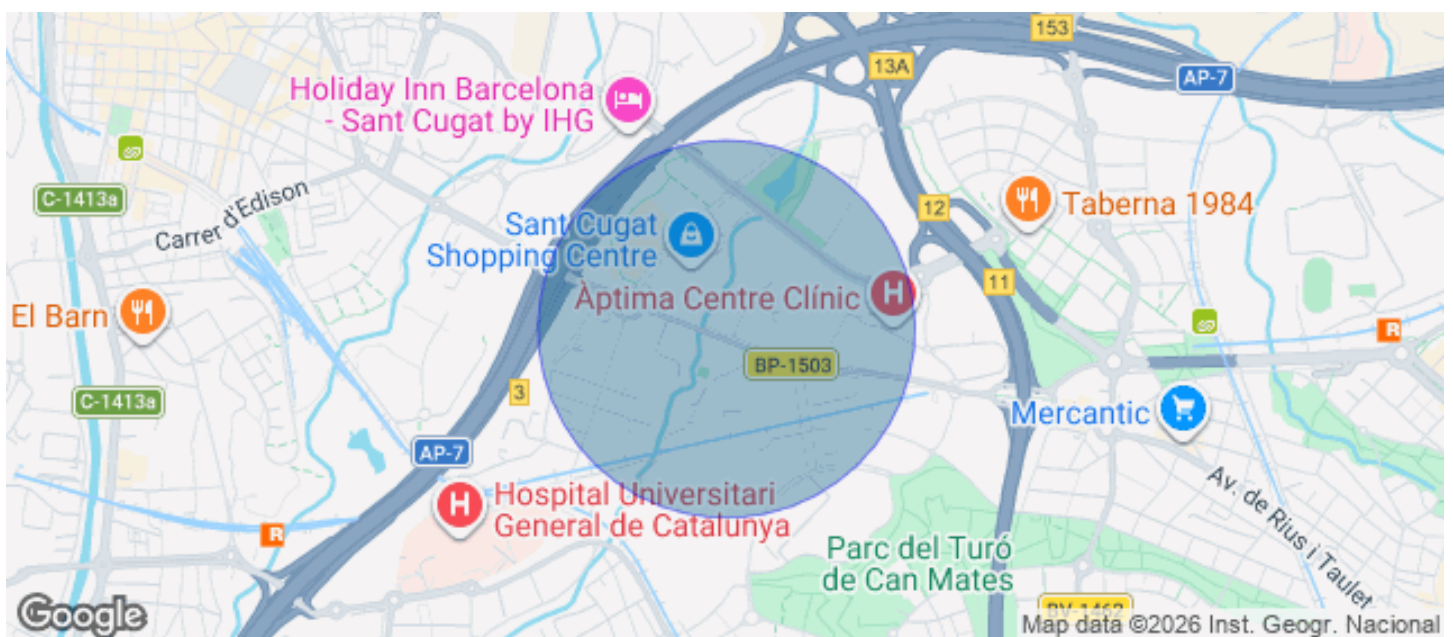 153
13A
AP-7
Holiday Inn Barcelona
- Sant Cugat by IHG
C-1413a
Carrer d'Edison
Sant Cugat
Shopping Centre
12
Taberna 1984
El Barn
Àptima Centre Clínic
H
11
R
BP-1503
C-1413a
3
Mercantic
AP-7
H
Hospital Universitari
General de Catalunya
Av. de Rius i Taulet
R
Parc del Turó
de Can Mates
BV-1462
Google
Map data ©2026 Inst. Geogr. Nacional